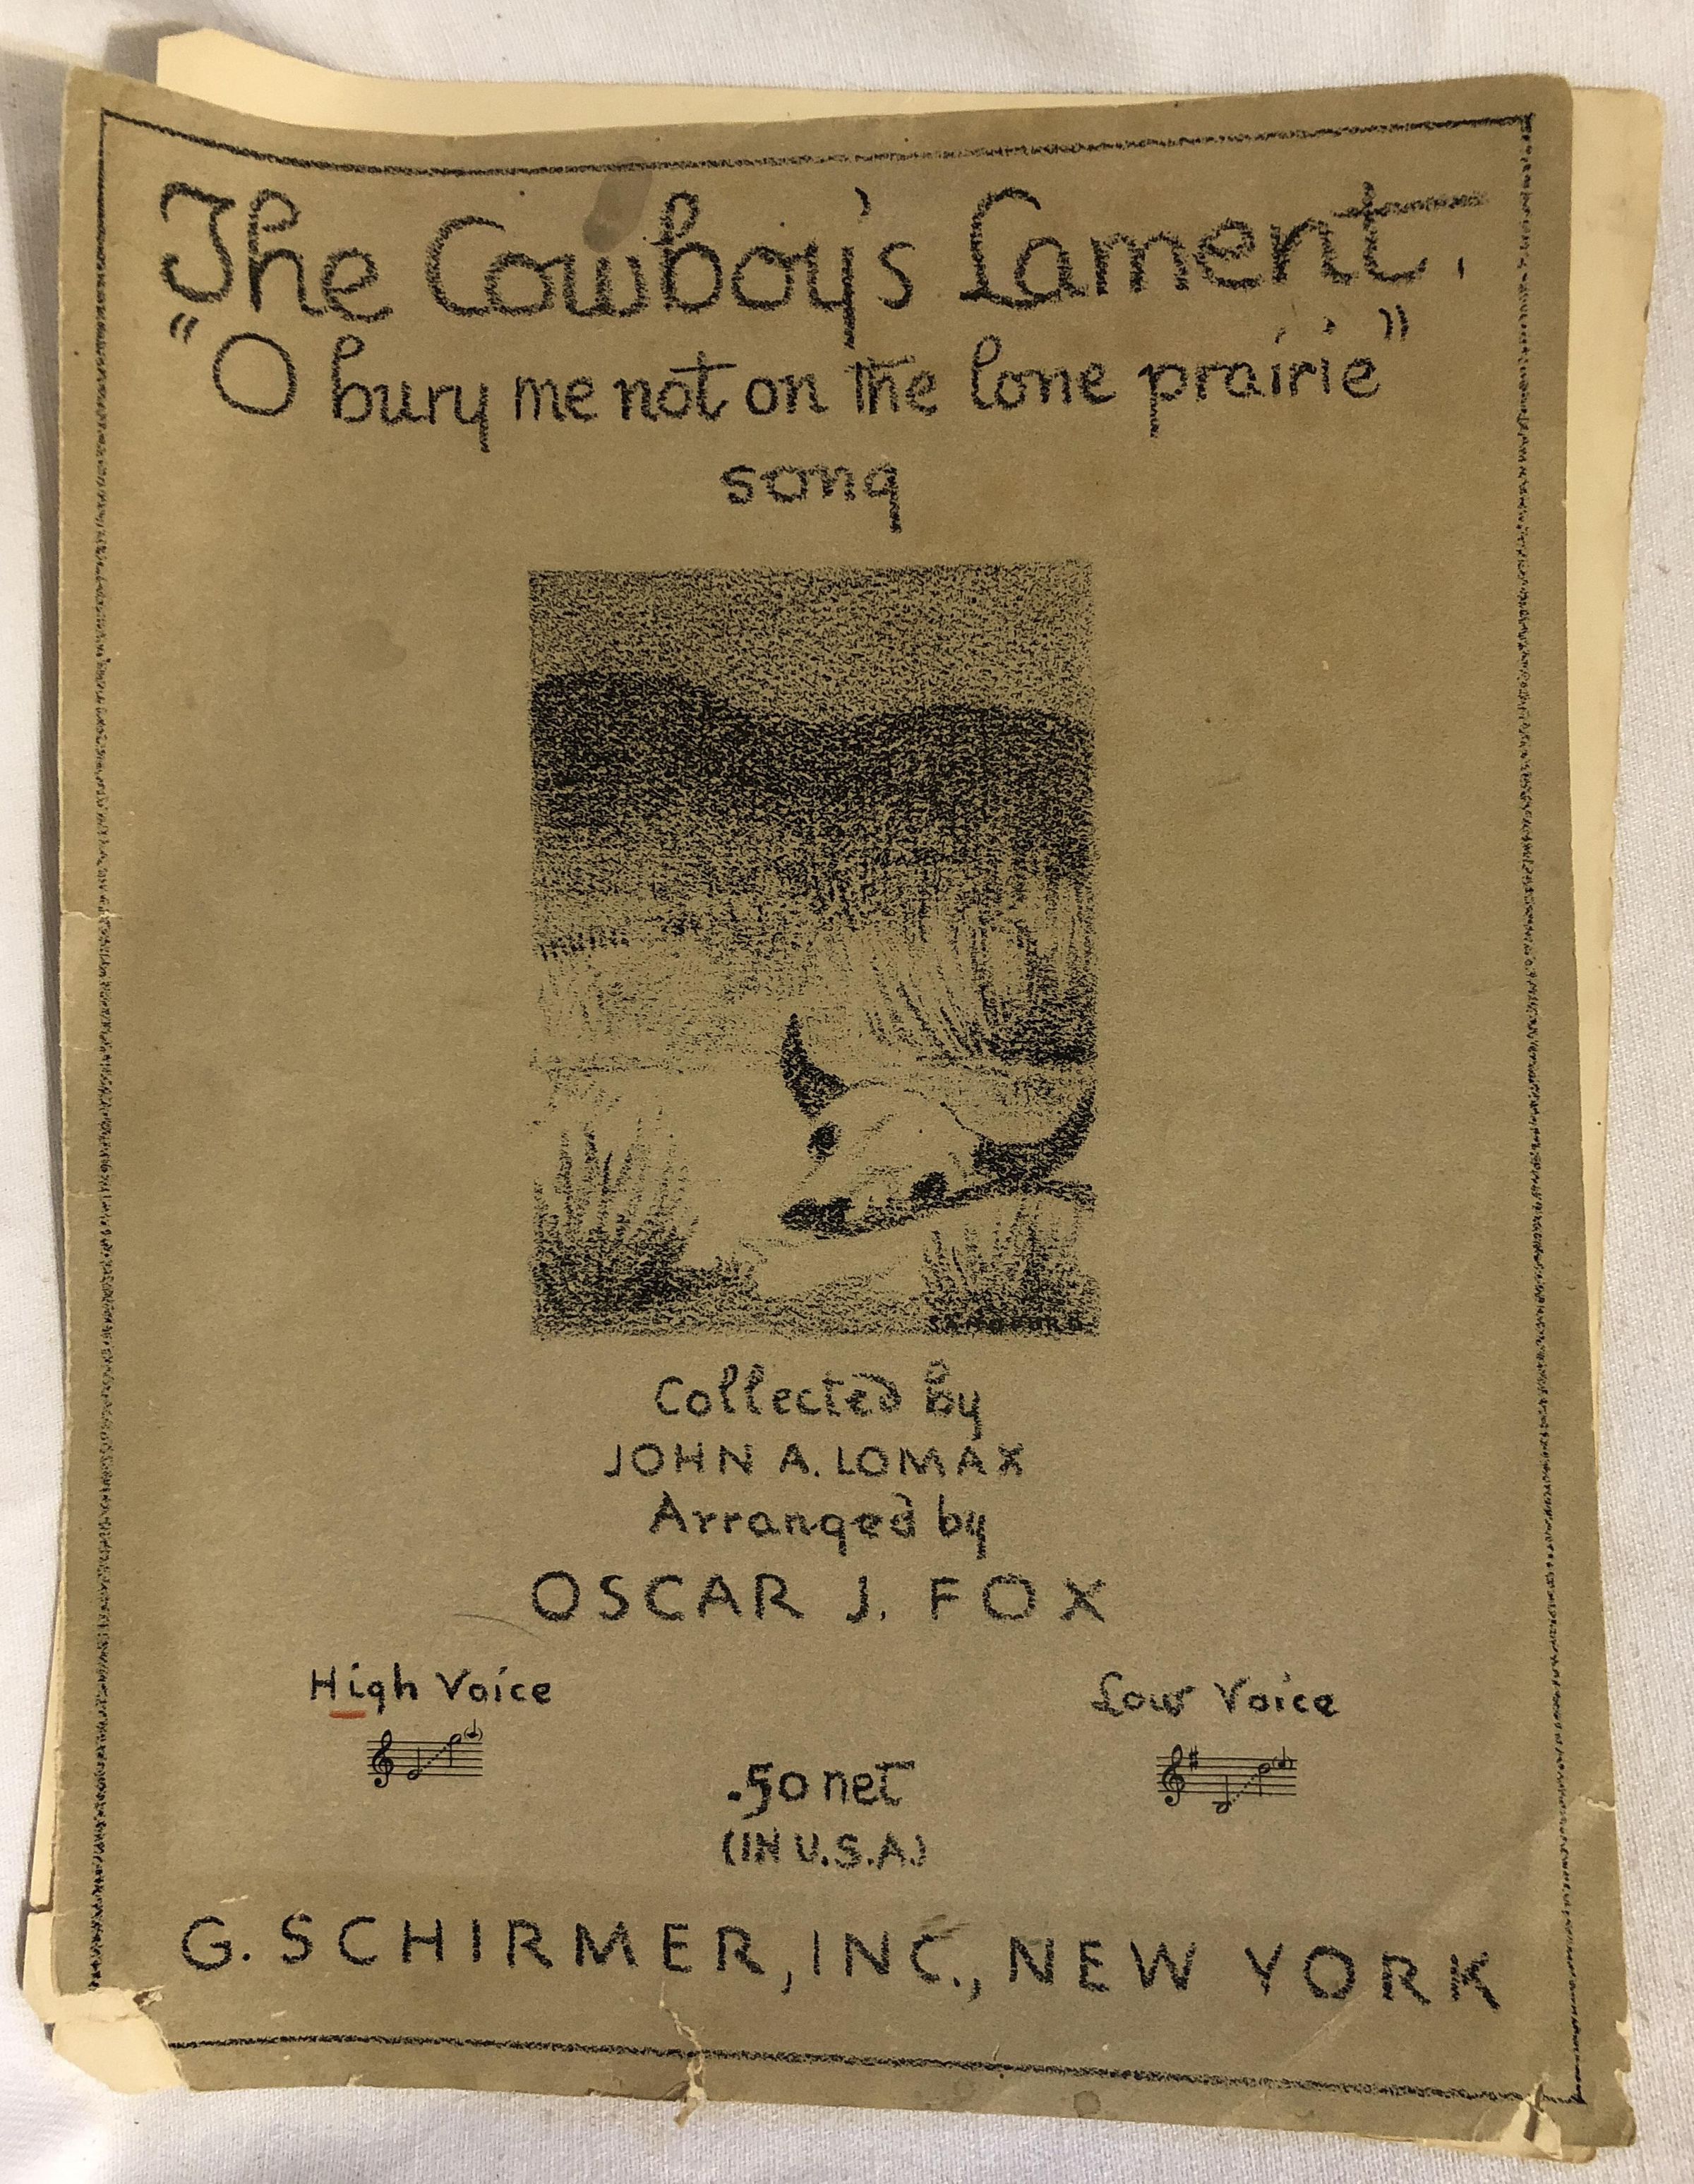 The Cowboy's Lament.
"O bury me not on the lone prairie"
song
SANDFORD
Collected by
JOHN A. LOMAX
Arranged by
OSCAR J. FOX
High Voice
Low Voice
.50 net
(IN U.S.A.)
G. SCHIRMER, INC., NEW YORK